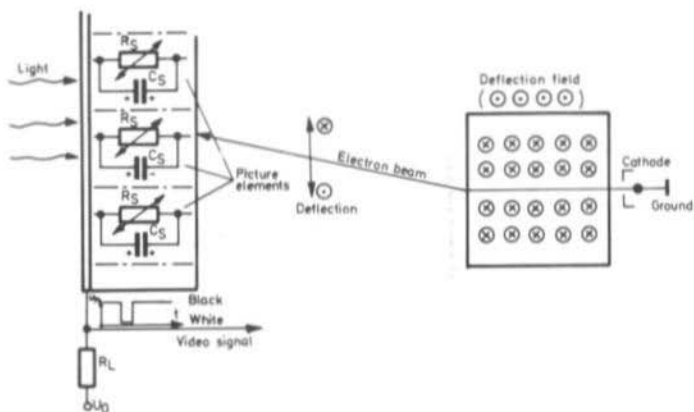 R_S
Light
C_S
Deflection field
R_S
C_S
Electron beam
Cathode
Picture
elements
R_S
Deflection
Ground
C_S
Black
t
White
Video signal
R_L